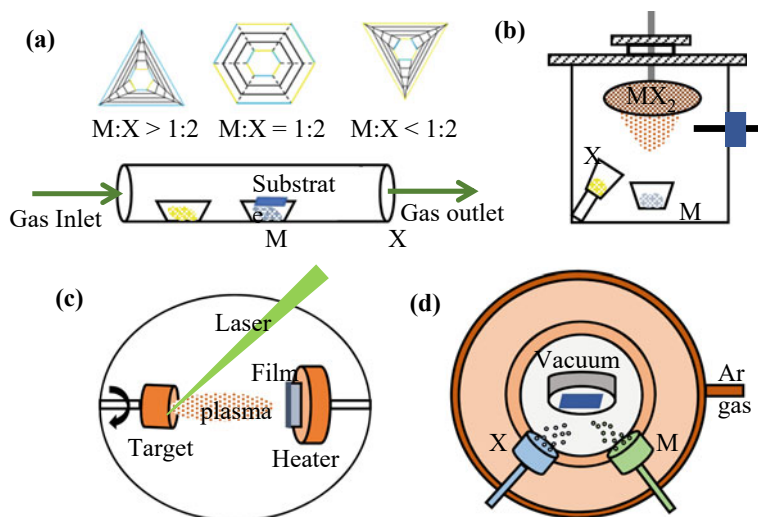 (a)
M:X > 1:2 M:X = 1:2 M:X < 1:2
Gas Inlet
Substrat
e
Gas outlet
M X
(b)
MX2
X
M
(c)
Laser
Film
plasma
Target
Heater
(d)
Vacuum
Ar
gas
X
M